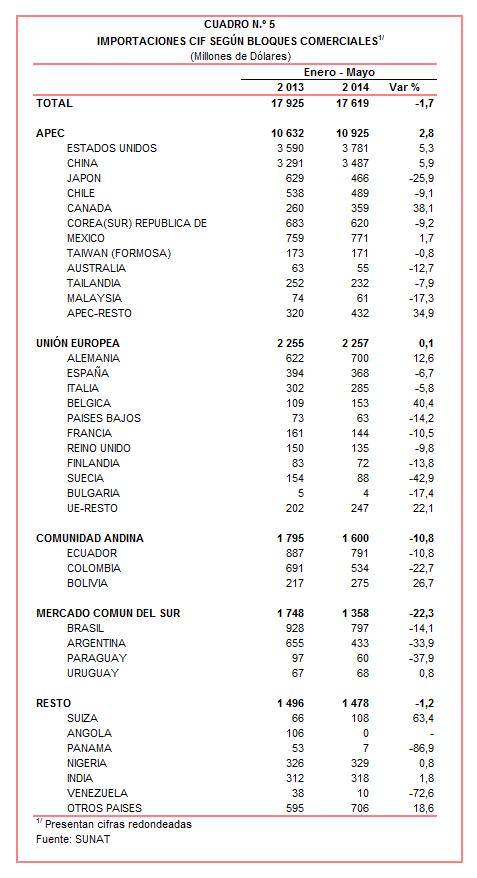 CUADRO N.º 5
IMPORTACIONES CIF SEGÚN BLOQUES COMERCIALES1/
(Millones de Dólares)
Enero - Mayo
2 013 2 014 Var %
TOTAL 17 925 17 619 -1,7
APEC 10 632 10 925 2,8
ESTADOS UNIDOS 3 590 3 781 5,3
CHINA 3 291 3 487 5,9
JAPON 629 466 -25,9
CHILE 538 489 -9,1
CANADA 260 359 38,1
COREA(SUR) REPUBLICA DE 683 620 -9,2
MEXICO 759 771 1,7
TAIWAN (FORMOSA) 173 171 -0,8
AUSTRALIA 63 55 -12,7
TAILANDIA 252 232 -7,9
MALAYSIA 74 61 -17,3
APEC-RESTO 320 432 34,9
UNIÓN EUROPEA 2 255 2 257 0,1
ALEMANIA 622 700 12,6
ESPAÑA 394 368 -6,7
ITALIA 302 285 -5,8
BELGICA 109 153 40,4
PAISES BAJOS 73 63 -14,2
FRANCIA 161 144 -10,5
REINO UNIDO 150 135 -9,8
FINLANDIA 83 72 -13,8
SUECIA 154 88 -42,9
BULGARIA 5 4 -17,4
UE-RESTO 202 247 22,1
COMUNIDAD ANDINA 1 795 1 600 -10,8
ECUADOR 887 791 -10,8
COLOMBIA 691 534 -22,7
BOLIVIA 217 275 26,7
MERCADO COMUN DEL SUR 1 748 1 358 -22,3
BRASIL 928 797 -14,1
ARGENTINA 655 433 -33,9
PARAGUAY 97 60 -37,9
URUGUAY 67 68 0,8
RESTO 1 496 1 478 -1,2
SUIZA 66 108 63,4
ANGOLA 106 0 -
PANAMA 53 7 -86,9
NIGERIA 326 329 0,8
INDIA 312 318 1,8
VENEZUELA 38 10 -72,6
OTROS PAISES 595 706 18,6
1/ Presentan cifras redondeadas
Fuente: SUNAT